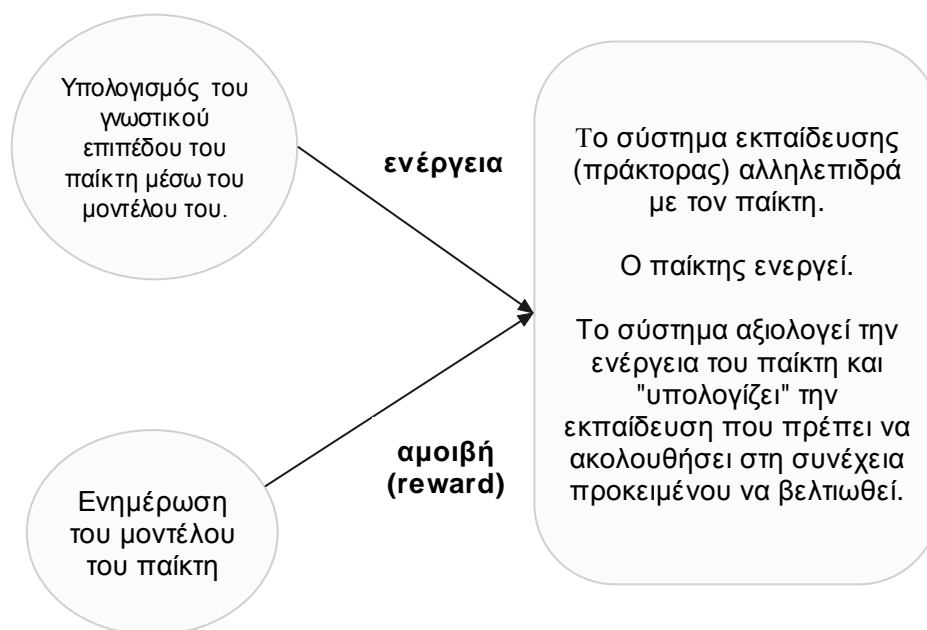 Υπολογισμός του
γνωστικού
επιπέδου του
παίκτη μέσω του
μοντέλου του.
ενέργεια
Το σύστημα εκπαίδευσης
(πράκτορας) αλληλεπιδρά
με τον παίκτη.
Ο παίκτης ενεργεί.
Το σύστημα αξιολογεί την
ενέργεια του παίκτη και
"υπολογίζει" την
εκπαίδευση που πρέπει να
ακολουθήσει στη συνέχεια
προκειμένου να βελτιωθεί.
αμοιβή
(reward)
Ενημέρωση
του μοντέλου
του παίκτη